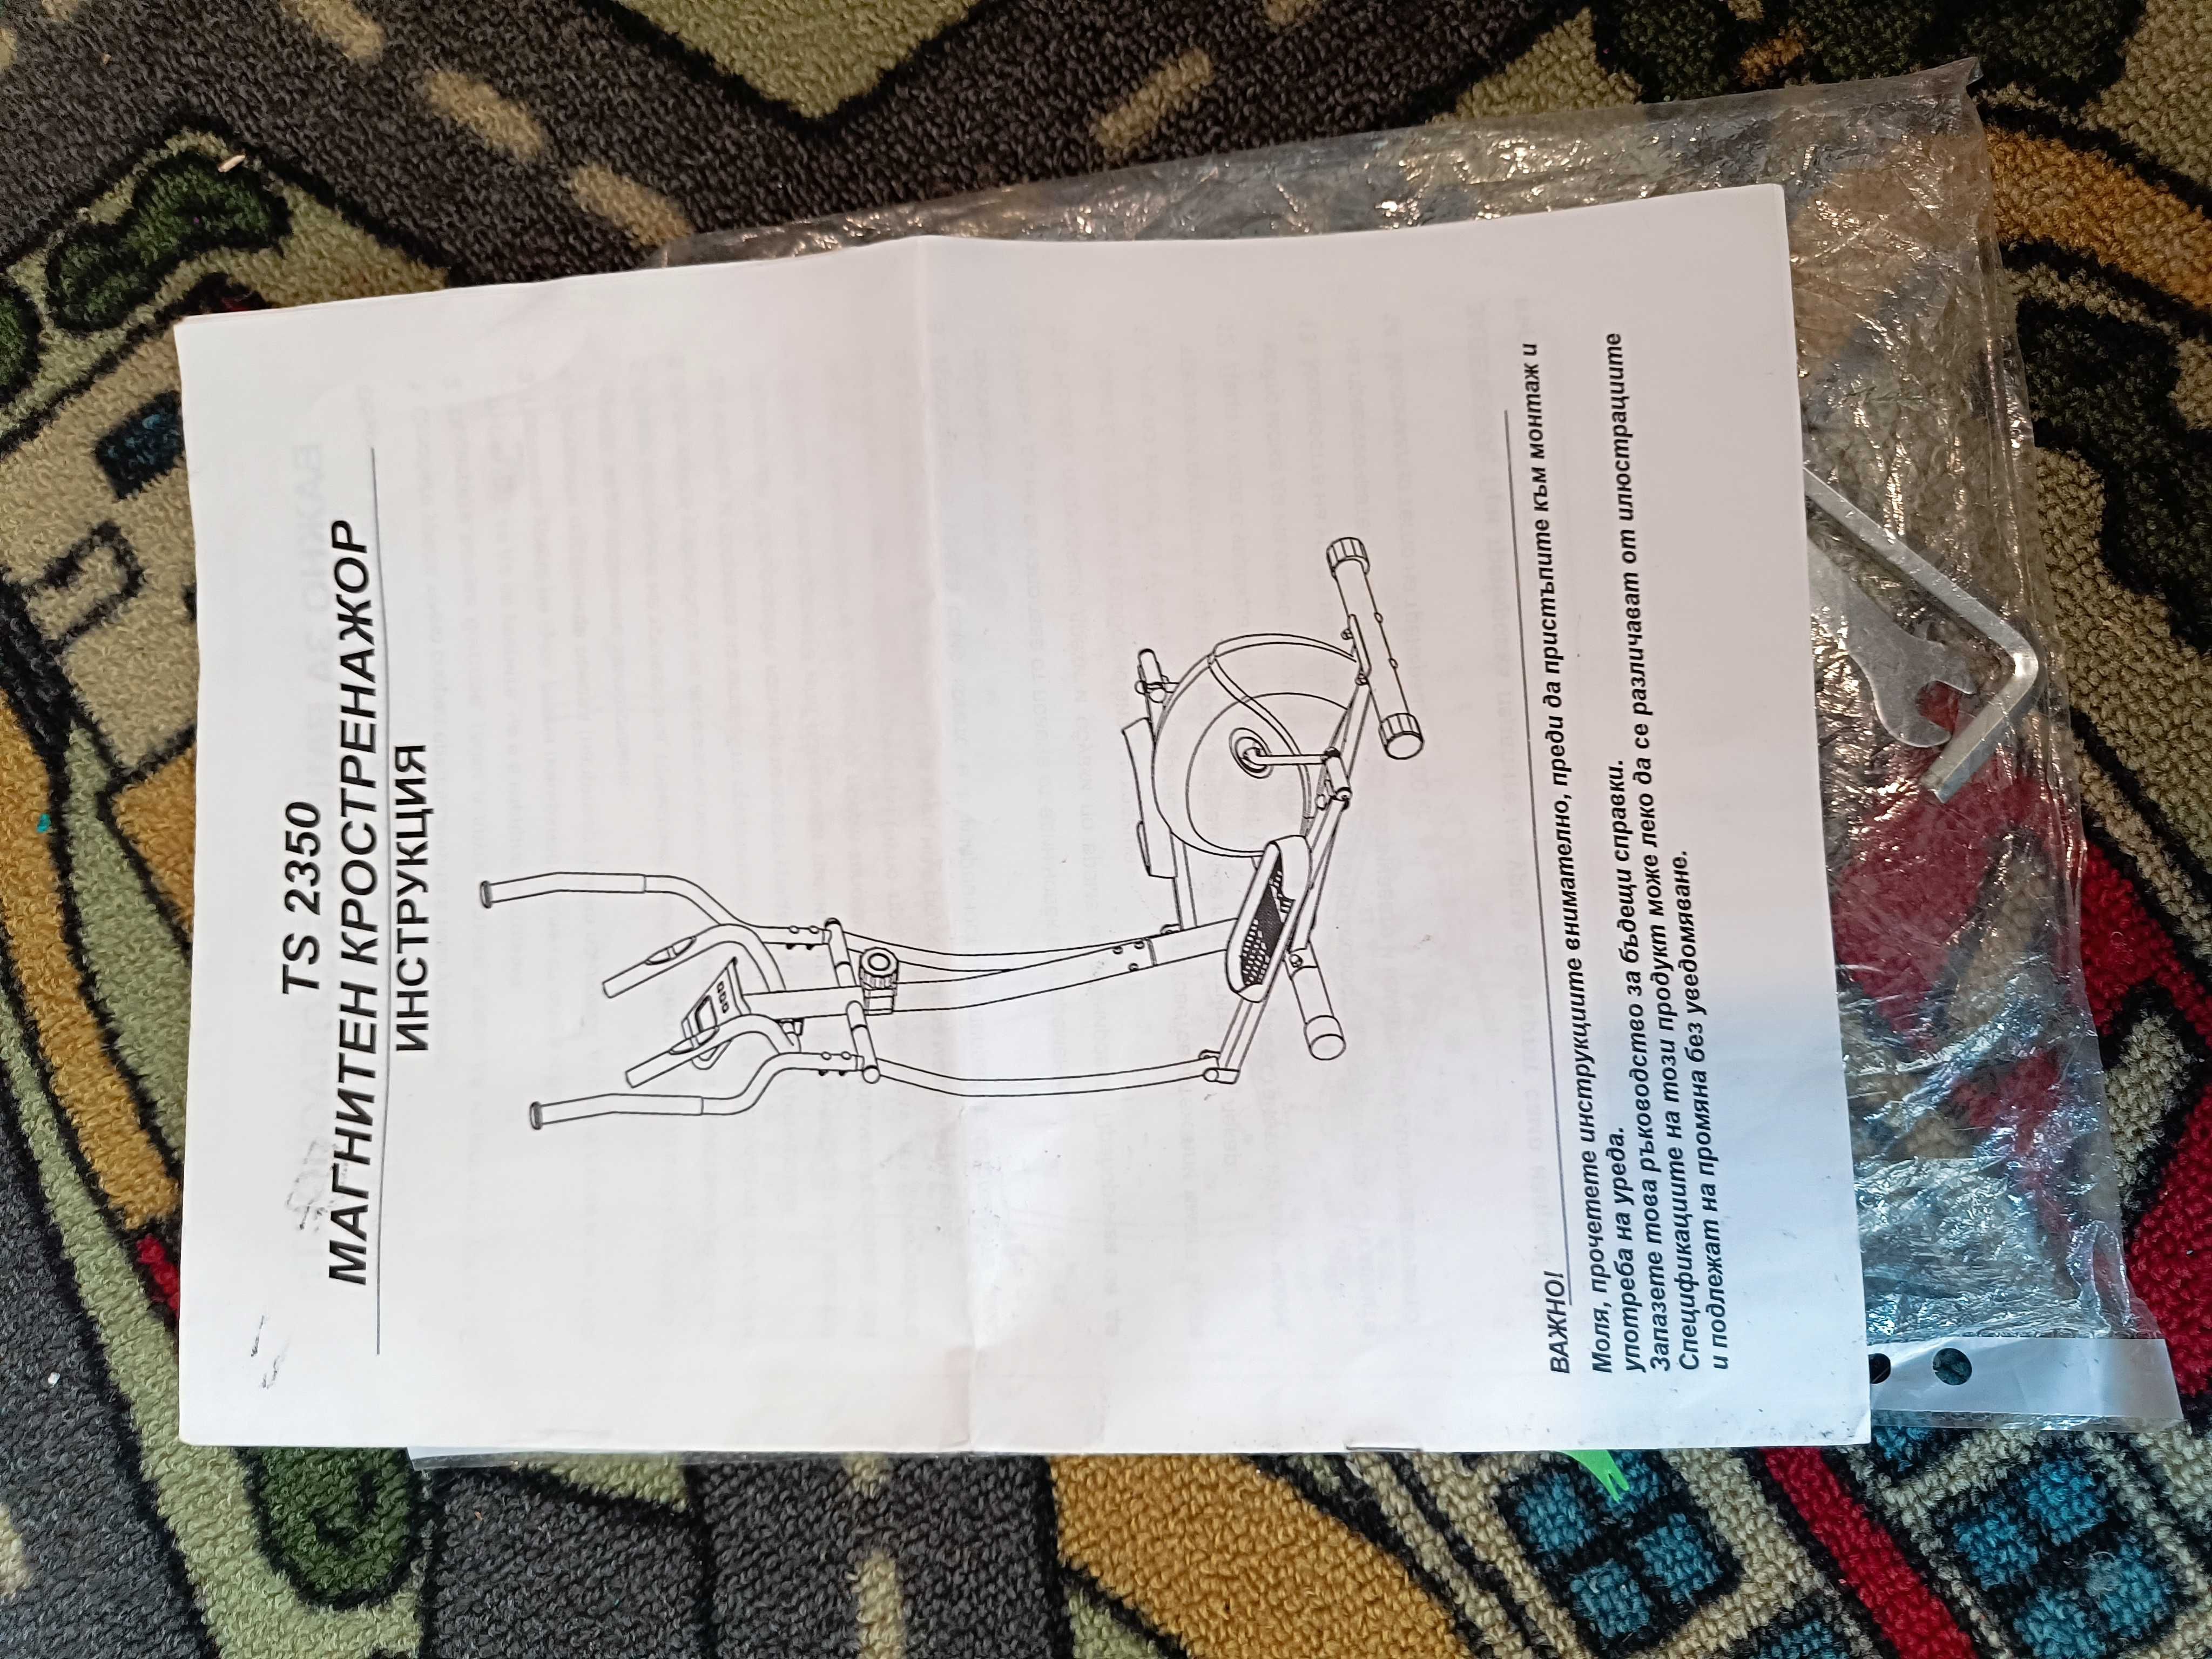 TS 2350
МАГНИТЕН КРОСТРЕНАЖОР
ИНСТРУКЦИЯ
ВАЖНО!
Моля, прочетете инструкциите внимателно, преди да пристъпите към монтаж и
употреба на уреда.
Запазете това ръководство за бъдещи справки.
Спецификациите на този продукт може леко да се различават от илюстрациите
и подлежат на промяна без уведомяване.